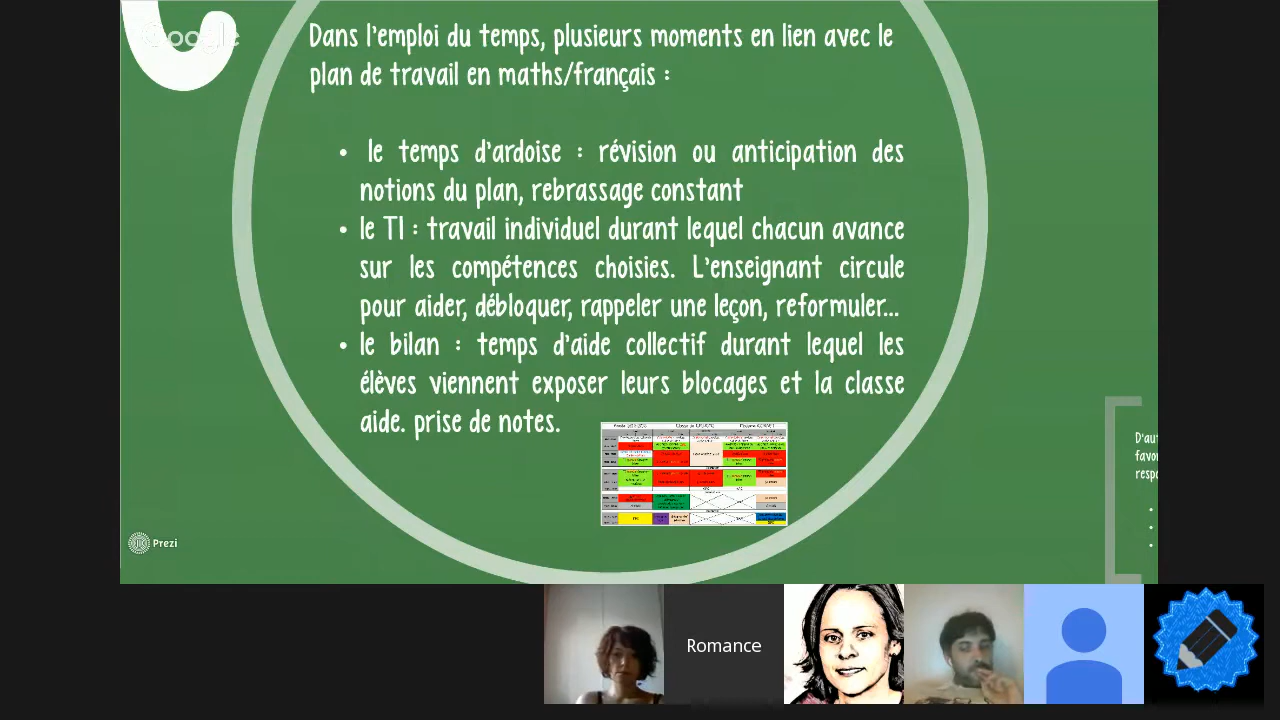 Google
Dans l'emploi du temps, plusieurs moments en lien avec le
plan de travail en maths/français :
• le temps d'ardoise : révision ou anticipation des
notions du plan, rebrassage constant
• le TI : travail individuel durant lequel chacun avance
sur les compétences choisies. L'enseignant circule
pour aider, débloquer, rappeler une leçon, reformuler...
• le bilan : temps d'aide collectif durant lequel les
élèves viennent exposer leurs blocages et la classe
aide. prise de notes.
D'au
favo
resp
Prezi
Romance